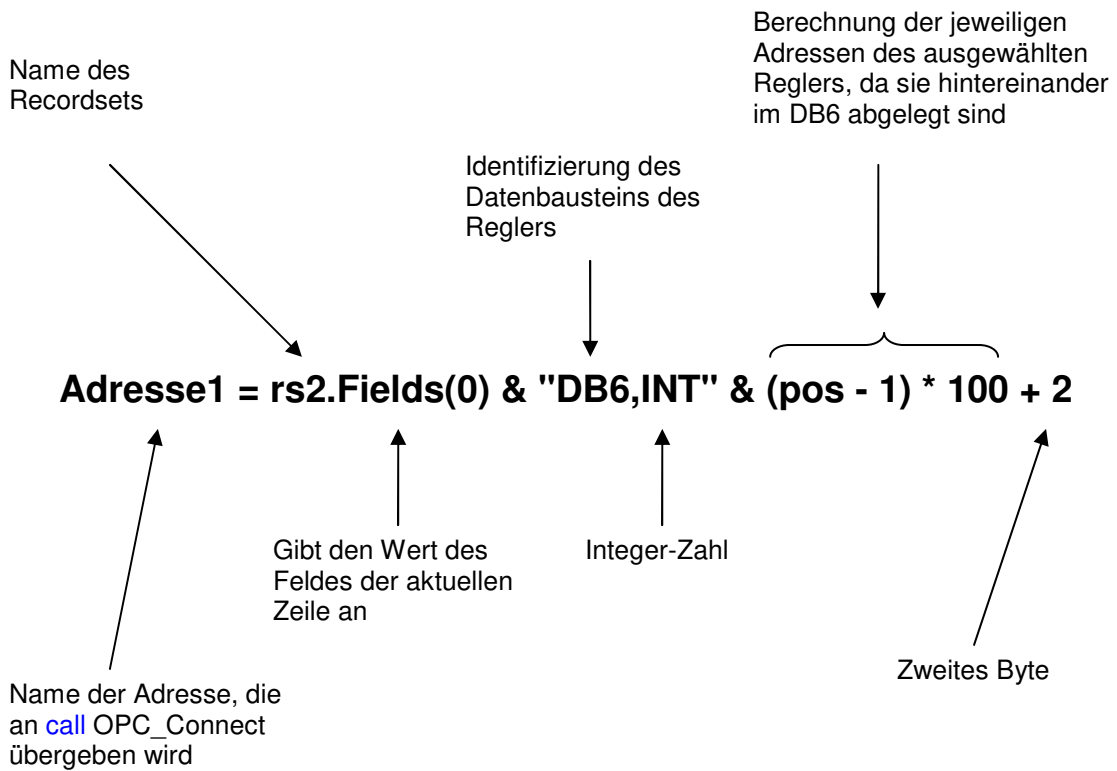 Berechnung der jeweiligen
Adressen des ausgewählten
Reglers, da sie hintereinander
im DB6 abgelegt sind
Name des
Recordsets
Identifizierung des
Datenbausteins des
Reglers
Adresse1 = rs2.Fields(0) & "DB6,INT" & (pos - 1) * 100 + 2
Gibt den Wert des
Feldes der aktuellen
Zeile an
Integer-Zahl
Zweites Byte
Name der Adresse, die
an call OPC_Connect
übergeben wird